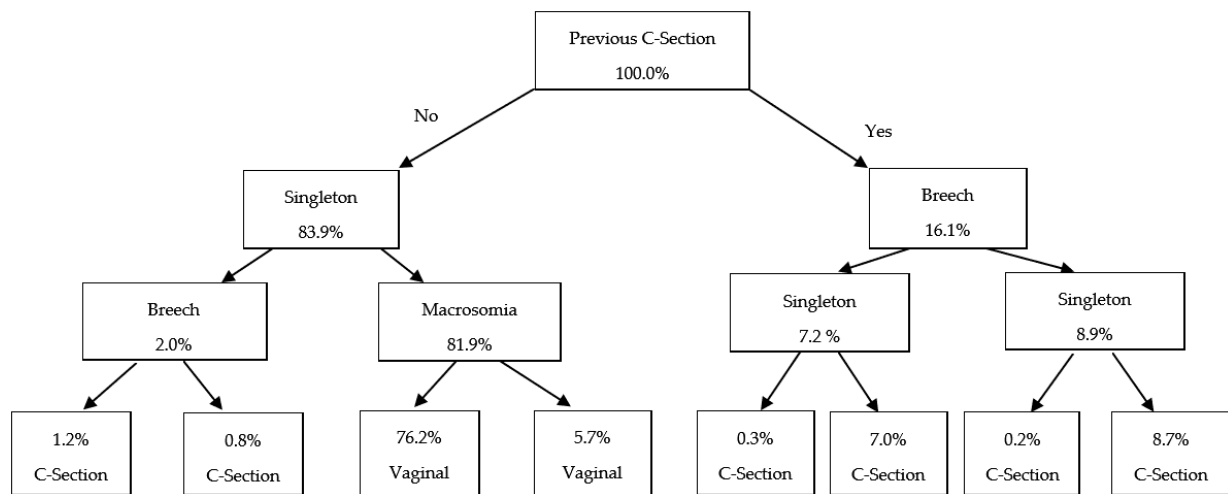 Previous C-Section
100.0%
No
Yes
Singleton
83.9%
Breech
16.1%
Breech
2.0%
Macrosomia
81.9%
Singleton
7.2 %
Singleton
8.9%
1.2%
C-Section
0.8%
C-Section
76.2%
Vaginal
5.7%
Vaginal
0.3%
C-Section
7.0%
C-Section
0.2%
C-Section
8.7%
C-Section